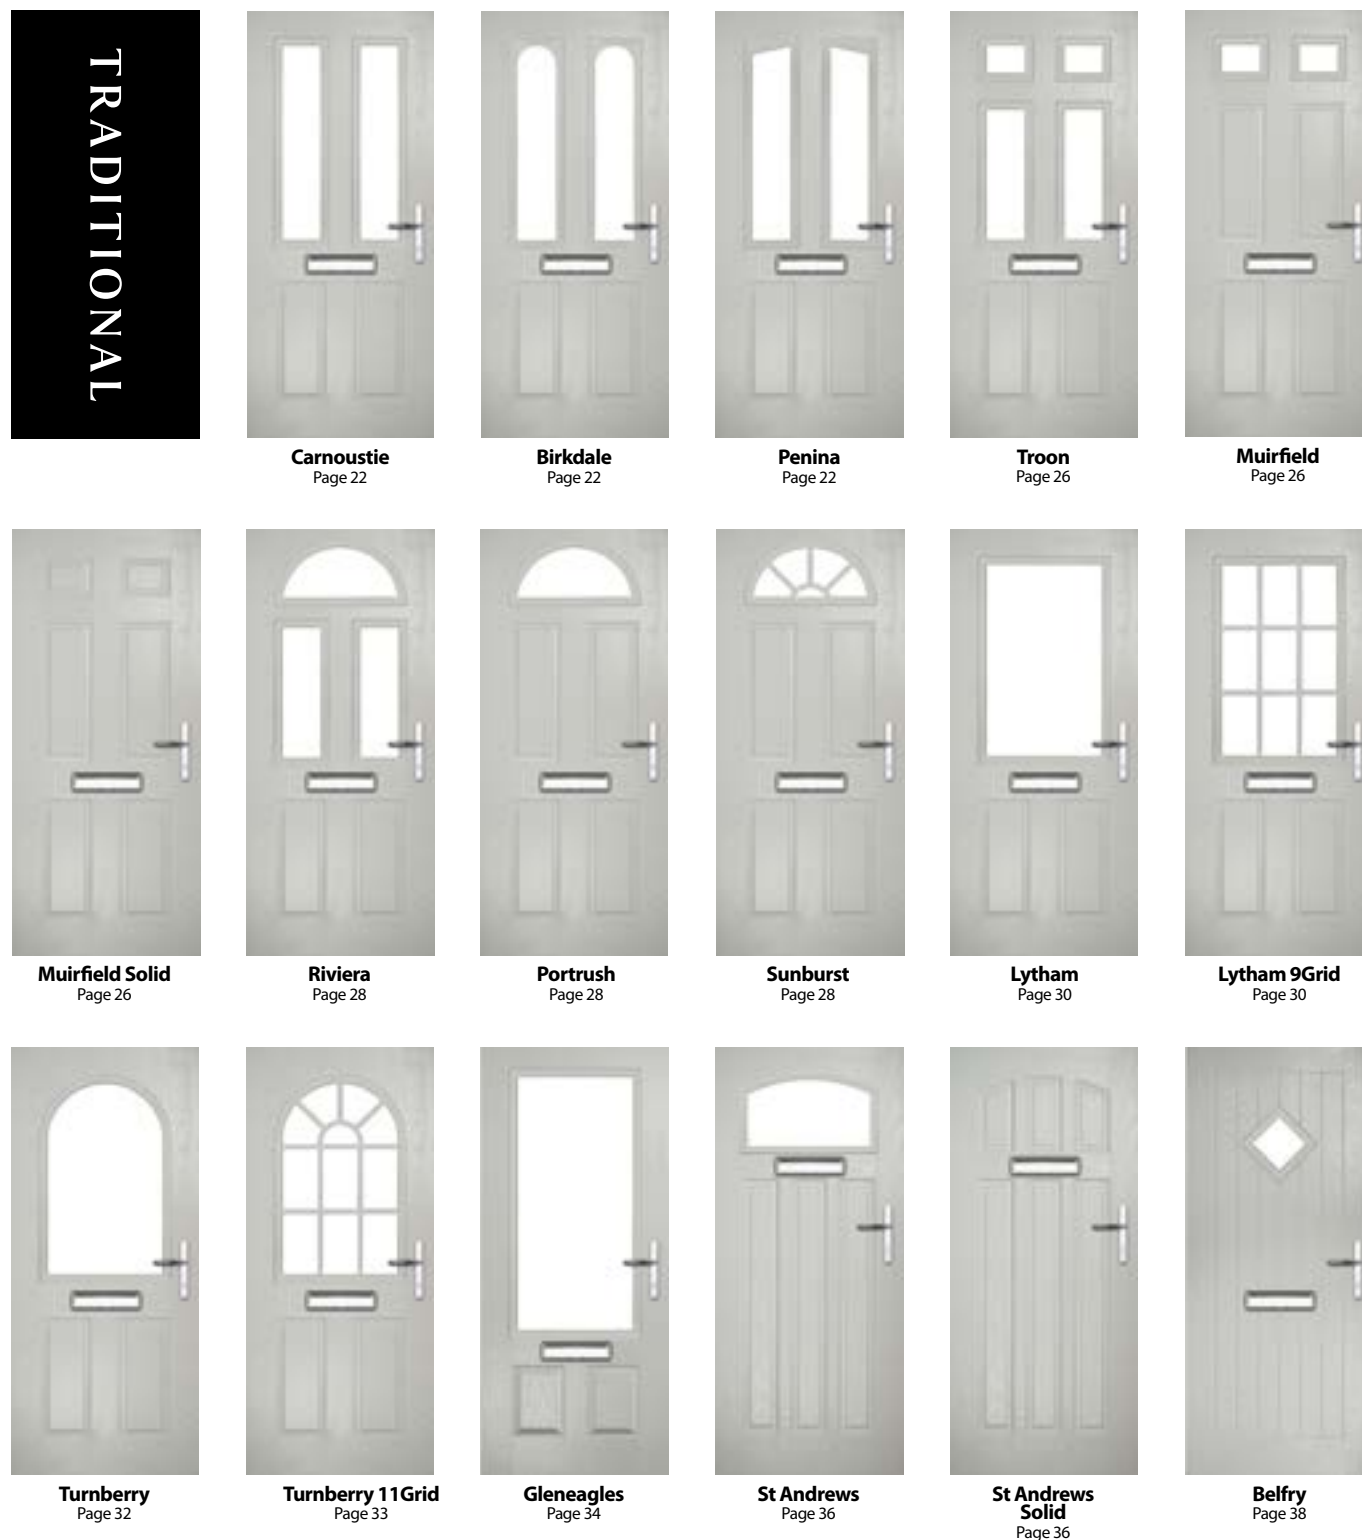 TRADITIONAL
Carnoustie
Page 22
Birkdale
Page 22
Penina
Page 22
Troon
Page 26
Muirfield
Page 26
Muirfield Solid
Page 26
Riviera
Page 28
Portrush
Page 28
Sunburst
Page 28
Lytham
Page 30
Lytham 9Grid
Page 30
Turnberry
Page 32
Turnberry 11Grid
Page 33
Gleneagles
Page 34
St Andrews
Page 36
St Andrews
Solid
Page 36
Belfry
Page 38